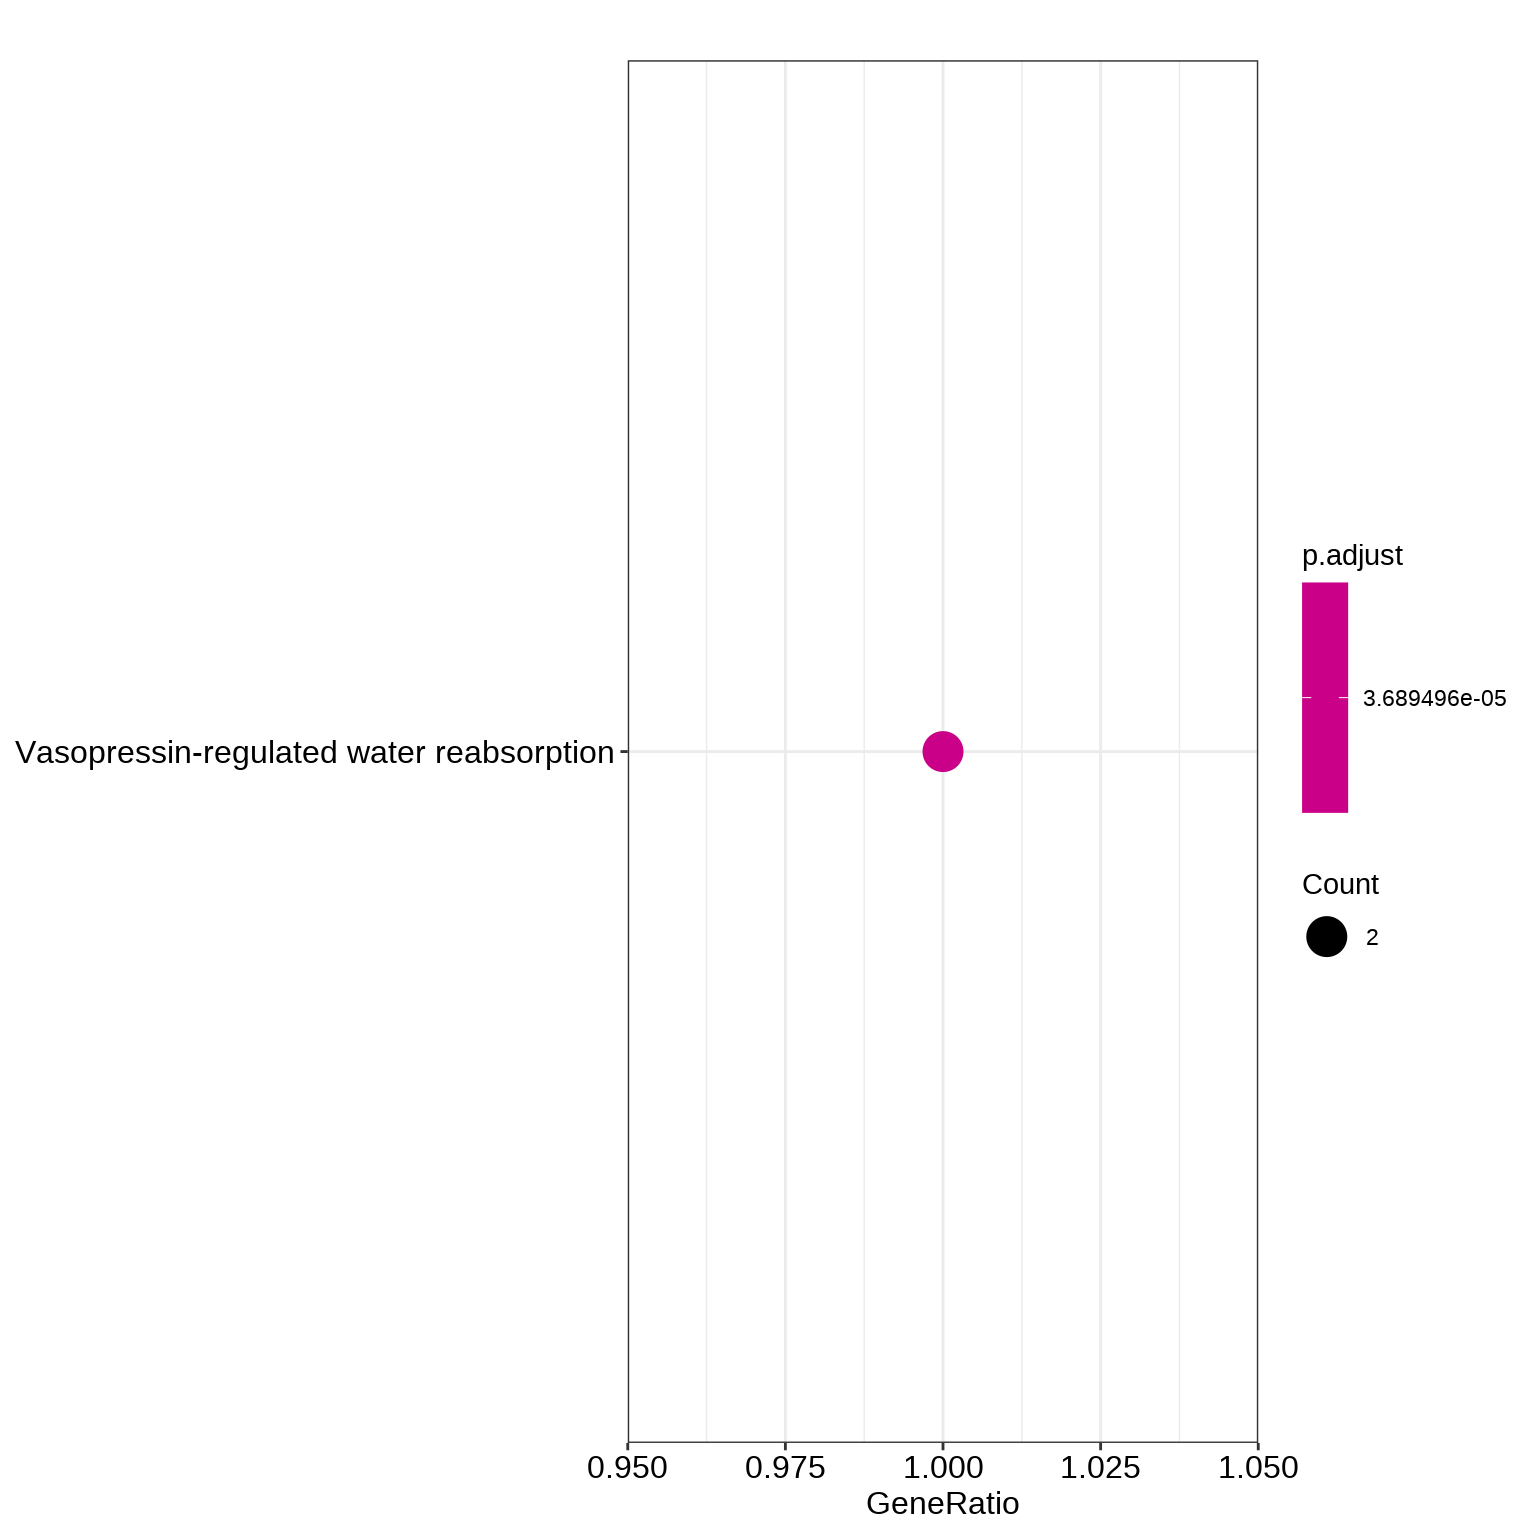 Vasopressin-regulated water reabsorption
0.950 0.975 1.000 1.025 1.050
GeneRatio
p.adjust
3.689496e-05
Count
2